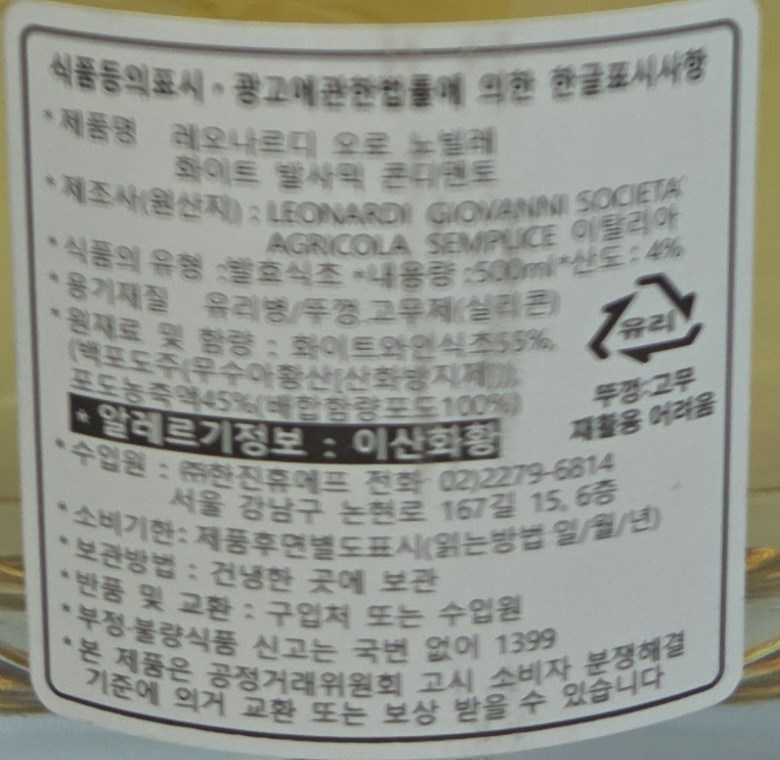 식품등의표시·광고에관한법률에 의한 한글표시사항
*제품명 레오나르디 오로 노빌레
화이트 발사믹 콘디멘토
*제조사(원산지) : LEONARDI GIOVANNI SOCIETA'
AGRICOLA SEMPLICE 이탈리아
*식품의 유형 :발효식초 *내용량 :500ml *산도 : 4%
*용기재질 유리병/뚜껑.고무제(실리콘)
*원재료 및 함량 : 화이트와인식초55%,
(백포도주(무수아황산[산화방지제])),
포도농축액45%(배합함량포도100%)
유리
뚜껑:고무
재활용 어려움
* 알레르기정보 : 이산화황
*수입원 : ㈜한진휴에프 전화 02)2279-6814
서울 강남구 논현로 167길 15, 6층
*소비기한: 제품후면별도표시(읽는방법 일/월/년)
*보관방법 : 건냉한 곳에 보관
*반품 및 교환 : 구입처 또는 수입원
*부정·불량식품 신고는 국번 없이 1399
*본 제품은 공정거래위원회 고시 소비자 분쟁해결
기준에 의거 교환 또는 보상 받을 수 있습니다